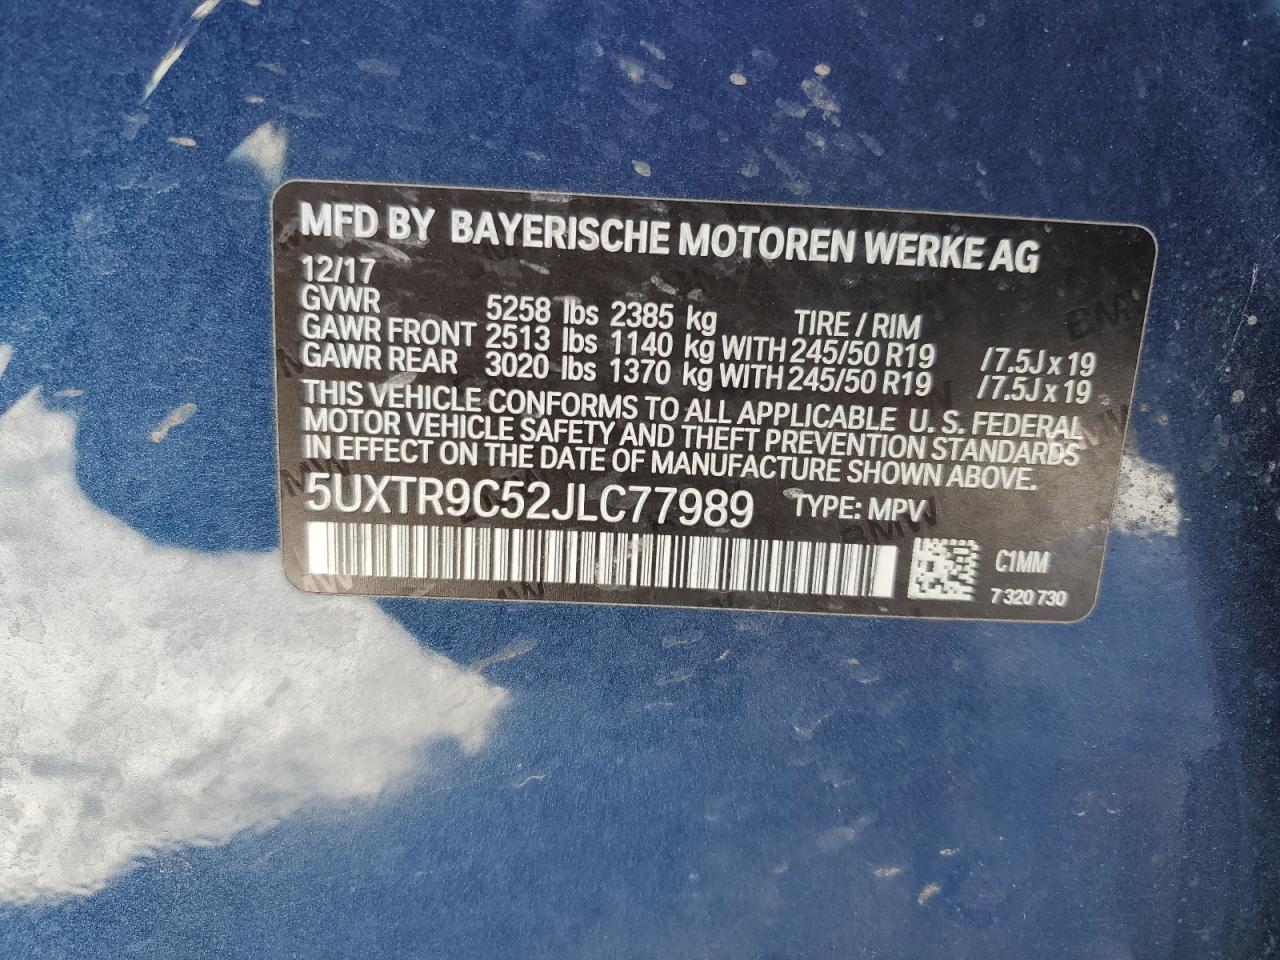 MFD BY BAYERISCHE MOTOREN WERKE AG
12/17
GVWR 5258 lbs 2385 kg TIRE / RIM
GAWR FRONT 2513 lbs 1140 kg WITH 245/50 R19 /7.5J x 19
GAWR REAR 3020 lbs 1370 kg WITH 245/50 R19 /7.5J x 19
THIS VEHICLE CONFORMS TO ALL APPLICABLE U. S. FEDERAL
MOTOR VEHICLE SAFETY AND THEFT PREVENTION STANDARDS
IN EFFECT ON THE DATE OF MANUFACTURE SHOWN ABOVE.
5UXTR9C52JLC77989 TYPE: MPV
C1MM
7 320 730